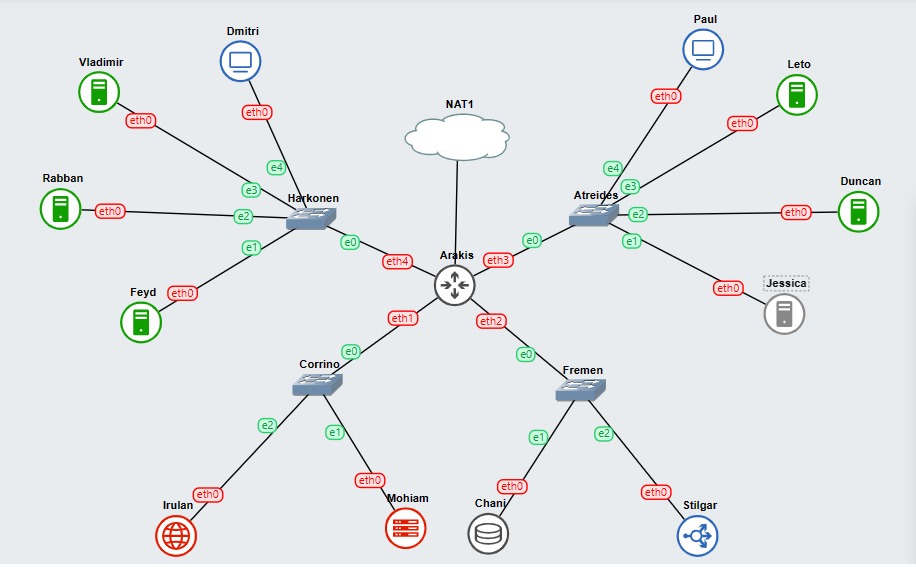 Paul
Dmitri
Vladimir
Leto
eth0
NAT1
eth0
eth0
eth0
e4
e4
Rabban
e3
e3
Duncan
Harkonen
Atreides
eth0
e2
e2
eth0
e0
e0
e1
e1
Arakis
eth4
eth3
Feyd
eth0
eth0
Jessica
eth1
eth2
e0
e0
Corrino
Fremen
e2
e1
e1
e2
eth0
eth0
eth0
eth0
Irulan
Mohiam
Chani
Stilgar